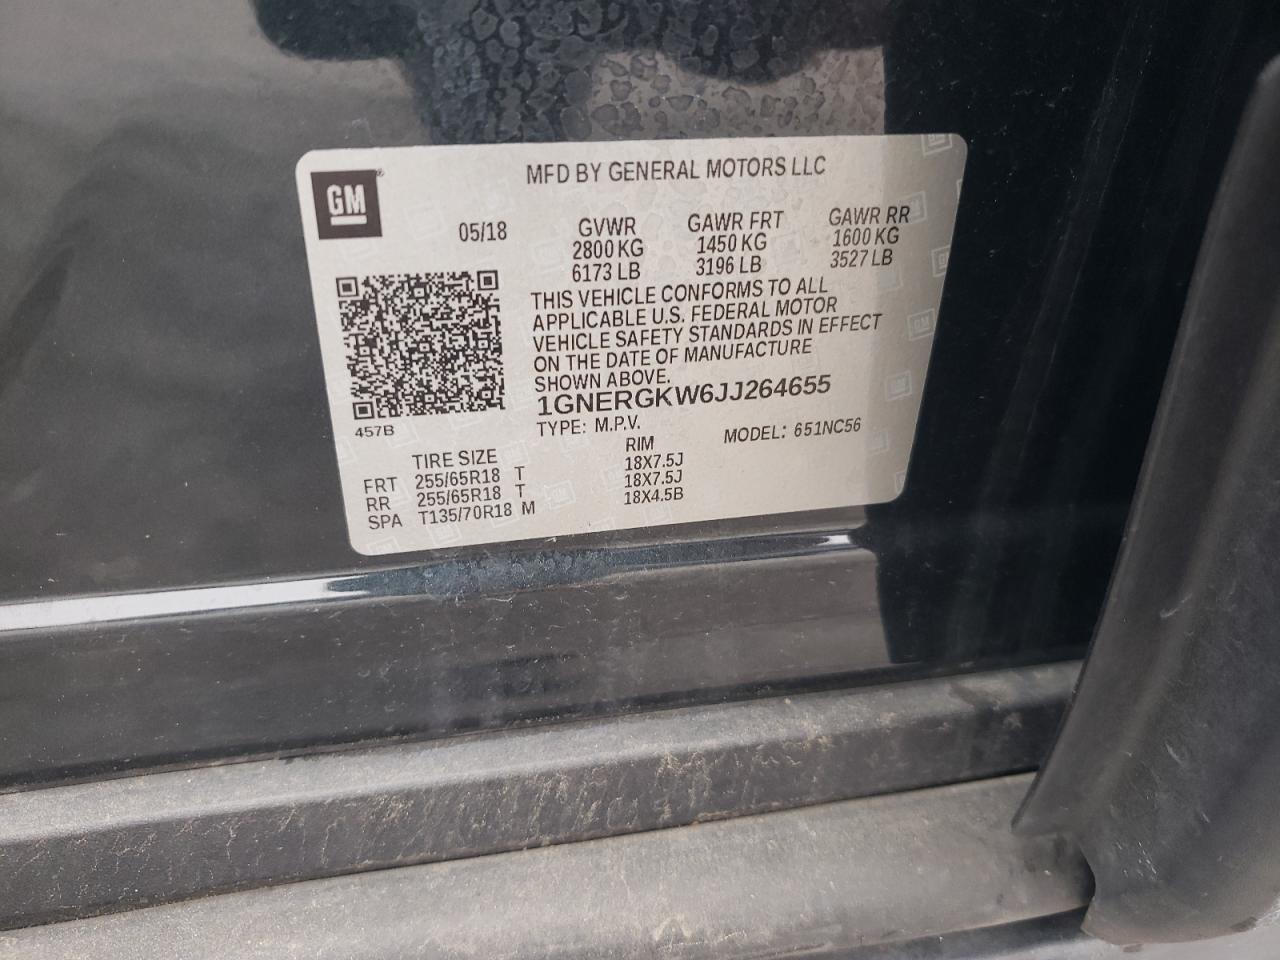 MFD BY GENERAL MOTORS LLC
GM®
05/18
GVWR GAWR FRT GAWR RR
2800 KG 1450 KG 1600 KG
6173 LB 3196 LB 3527 LB
THIS VEHICLE CONFORMS TO ALL
APPLICABLE U.S. FEDERAL MOTOR
VEHICLE SAFETY STANDARDS IN EFFECT
ON THE DATE OF MANUFACTURE
SHOWN ABOVE.
1GNERGKW6JJ264655
457B
TYPE: M.P.V. MODEL: 651NC56
TIRE SIZE RIM
FRT 255/65R18 T 18X7.5J
RR 255/65R18 T 18X7.5J
SPA T135/70R18 M 18X4.5B